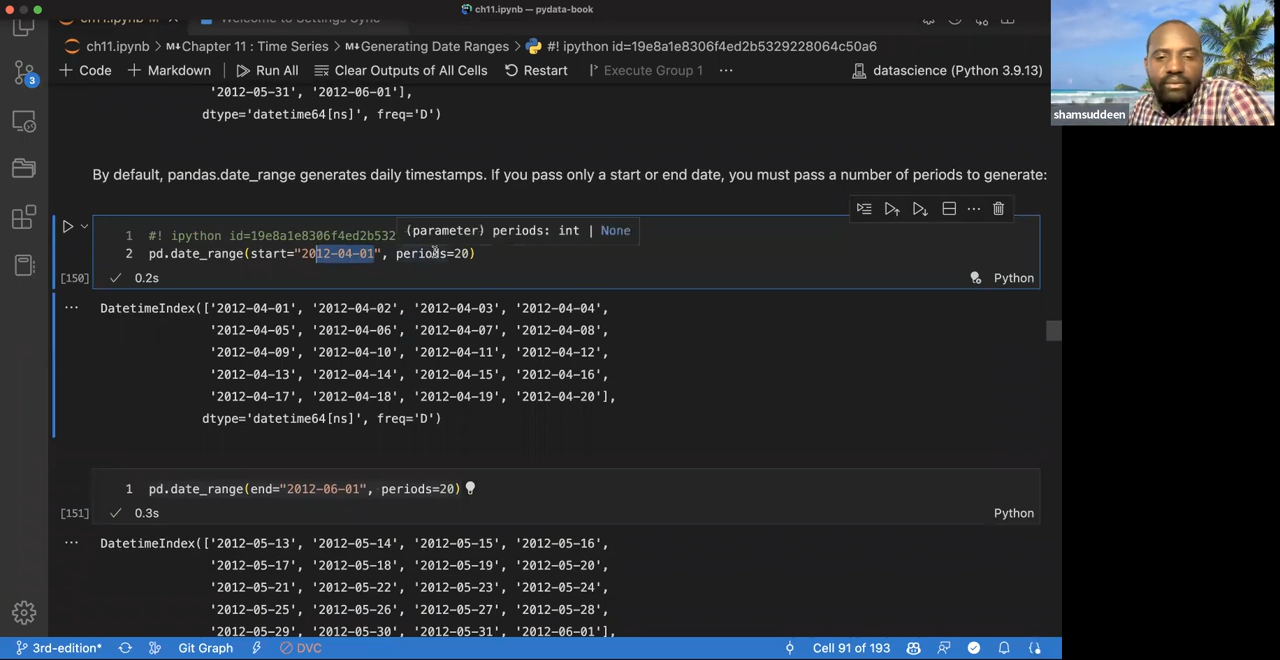 ch11.ipynb — pydata-book
ch11.ipynb M
Welcome to Settings Sync
ch11.ipynb > M↓Chapter 11 : Time Series > M↓Generating Date Ranges > #! ipython id=19e8a1e8306f4ed2b5329228064c50a6
+ Code + Markdown Run All Clear Outputs of All Cells Restart Execute Group 1 ... datascience (Python 3.9.13)
shamsuddeen
'2012-05-31', '2012-06-01'],
dtype='datetime64[ns]', freq='D')
By default, pandas.date_range generates daily timestamps. If you pass only a start or end date, you must pass a number of periods to generate:
(parameter) periods: int | None
1 #! ipython id=19e8a1e8306f4ed2b532
2 pd.date_range(start="2012-04-01", periods=20)
[150] 0.2s Python
DatetimeIndex(['2012-04-01', '2012-04-02', '2012-04-03', '2012-04-04',
'2012-04-05', '2012-04-06', '2012-04-07', '2012-04-08',
'2012-04-09', '2012-04-10', '2012-04-11', '2012-04-12',
'2012-04-13', '2012-04-14', '2012-04-15', '2012-04-16',
'2012-04-17', '2012-04-18', '2012-04-19', '2012-04-20'],
dtype='datetime64[ns]', freq='D')
1 pd.date_range(end="2012-06-01", periods=20)
[151] 0.3s Python
DatetimeIndex(['2012-05-13', '2012-05-14', '2012-05-15', '2012-05-16',
'2012-05-17', '2012-05-18', '2012-05-19', '2012-05-20',
'2012-05-21', '2012-05-22', '2012-05-23', '2012-05-24',
'2012-05-25', '2012-05-26', '2012-05-27', '2012-05-28',
'2012-05-29', '2012-05-30', '2012-05-31', '2012-06-01'],
3
3rd-edition* Git Graph DVC Cell 91 of 193